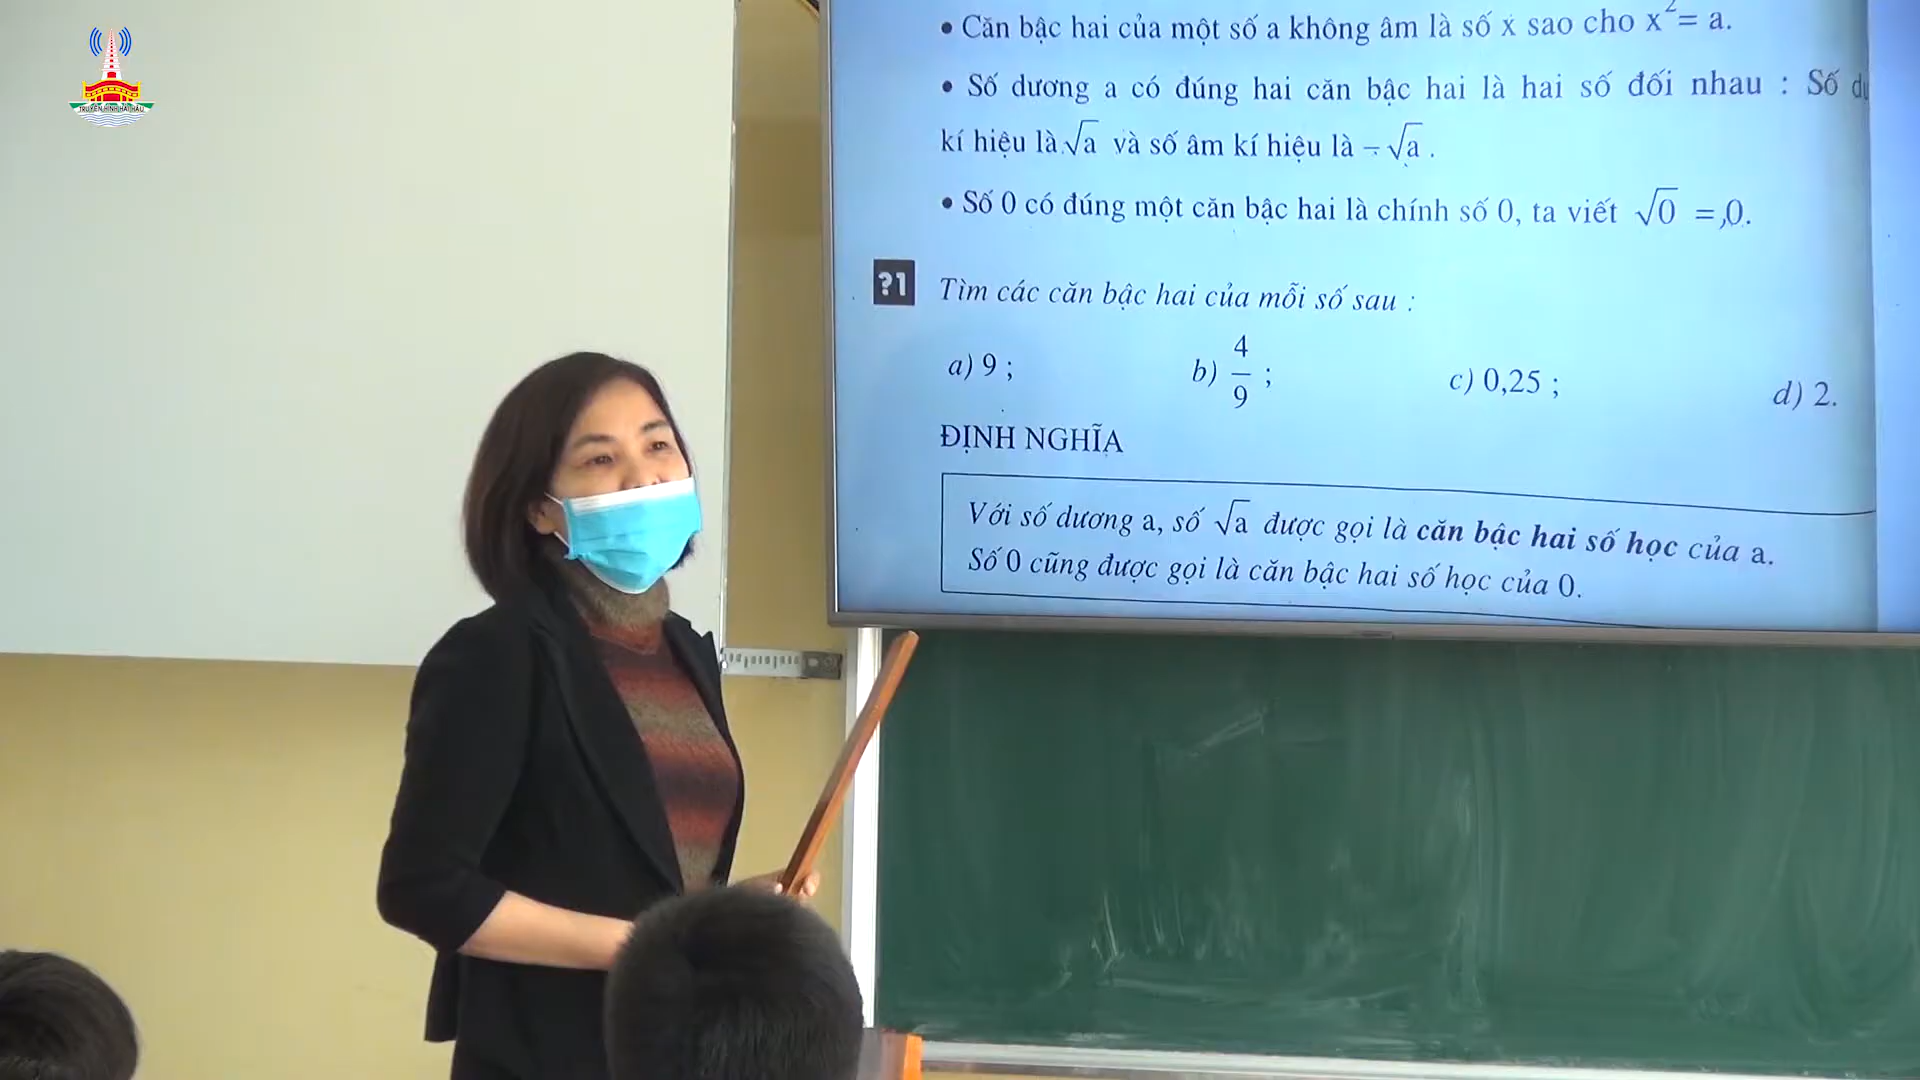 • Căn bậc hai của một số a không âm là số x sao cho x² = a.
• Số dương a có đúng hai căn bậc hai là hai số đối nhau : Số
kí hiệu là √a và số âm kí hiệu là −√a .
• Số 0 có đúng một căn bậc hai là chính số 0, ta viết √0 = 0.
?1 Tìm các căn bậc hai của mỗi số sau :
a) 9 ; b) 4/9 ; c) 0,25 ; d) 2.
ĐỊNH NGHĨA
Với số dương a, số √a được gọi là căn bậc hai số học của a.
Số 0 cũng được gọi là căn bậc hai số học của 0.
TRUYỀN HÌNH HẢI HẬU